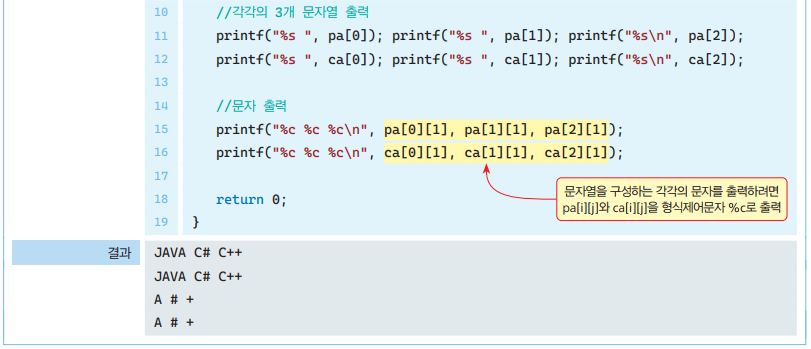 10 //각각의 3개 문자열 출력
11 printf("%s ", pa[0]); printf("%s ", pa[1]); printf("%s\n", pa[2]);
12 printf("%s ", ca[0]); printf("%s ", ca[1]); printf("%s\n", ca[2]);
13
14 //문자 출력
15 printf("%c %c %c\n", pa[0][1], pa[1][1], pa[2][1]);
16 printf("%c %c %c\n", ca[0][1], ca[1][1], ca[2][1]);
17
문자열을 구성하는 각각의 문자를 출력하려면
18 return 0;
pa[i][j]와 ca[i][j]을 형식제어문자 %c로 출력
19 }
결과 JAVA C# C++
JAVA C# C++
A # +
A # +